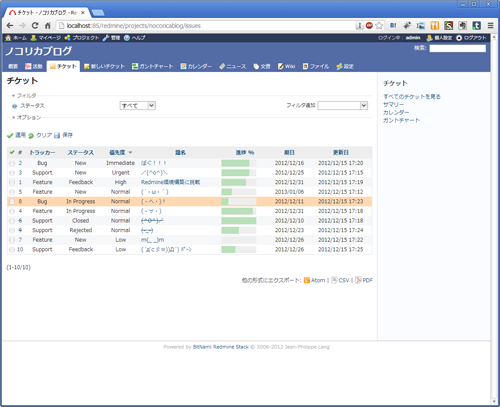 チケット - ノコリカブログ - Re
localhost:85/redmine/projects/noconcablog/issues
ホーム マイページ プロジェクト 管理 ヘルプ ログイン中: admin 個人設定 ログアウト
ノコリカブログ 検索:
概要 活動 チケット 新しいチケット ガントチャート カレンダー ニュース 文書 Wiki ファイル 設定
チケット
フィルタ
ステータス すべて フィルタ追加
オプション
適用 クリア 保存
# トラッカー ステータス 優先度 題名 進捗 % 期日 更新日
2 Bug New Immediate ばぐ!!! 2012/12/16 2012/12/15 17:12
3 Support New Urgent 2012/12/25 2012/12/15 17:15
1 Feature Feedback High Redmine環境構築に挑戦 2012/12/31 2012/12/15 17:19
5 Feature New Normal (´・ω・`) 2013/01/06 2012/12/15 17:12
8 Bug In Progress Normal 2012/12/11 2012/12/15 17:23
4 Feature In Progress Normal (・∀・) 2012/12/31 2012/12/15 17:18
6 Support Closed Normal 2012/12/10 2012/12/15 17:18
9 Support Rejected Normal 2012/12/23 2012/12/15 17:24
7 Feature New Low m(_ _)m 2012/12/26 2012/12/15 17:22
10 Support Feedback Low 2012/12/26 2012/12/15 17:25
(1-10/10)
他の形式にエクスポート: Atom | CSV | PDF
チケット
すべてのチケットを見る
サマリー
カレンダー
ガントチャート
Powered by BitNami Redmine Stack © 2006-2012 Jean-Philippe Lang